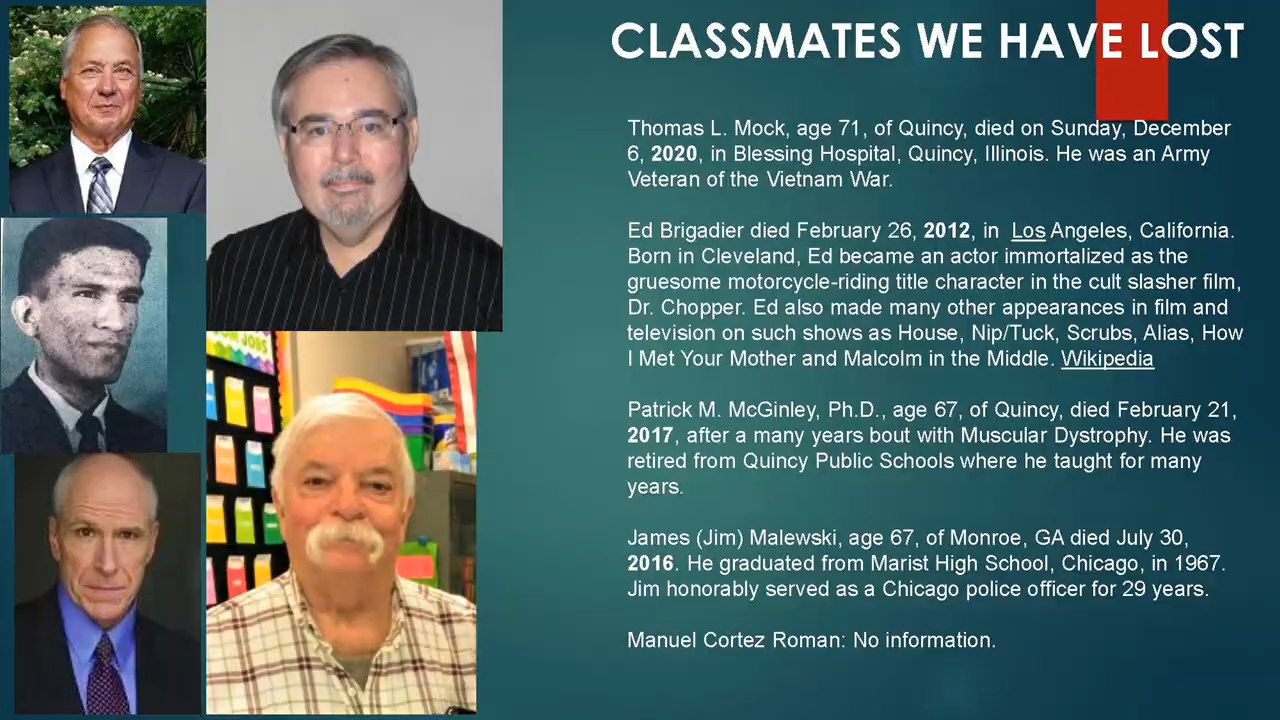 CLASSMATES WE HAVE LOST
Thomas L. Mock, age 71, of Quincy, died on Sunday, December
6, 2020, in Blessing Hospital, Quincy, Illinois. He was an Army
Veteran of the Vietnam War.
Ed Brigadier died February 26, 2012, in Los Angeles, California.
Born in Cleveland, Ed became an actor immortalized as the
gruesome motorcycle-riding title character in the cult slasher film,
Dr. Chopper. Ed also made many other appearances in film and
television on such shows as House, Nip/Tuck, Scrubs, Alias, How
I Met Your Mother and Malcolm in the Middle. Wikipedia
Patrick M. McGinley, Ph.D., age 67, of Quincy, died February 21,
2017, after a many years bout with Muscular Dystrophy. He was
retired from Quincy Public Schools where he taught for many
years.
James (Jim) Malewski, age 67, of Monroe, GA died July 30,
2016. He graduated from Marist High School, Chicago, in 1967.
Jim honorably served as a Chicago police officer for 29 years.
Manuel Cortez Roman: No information.
JOBS